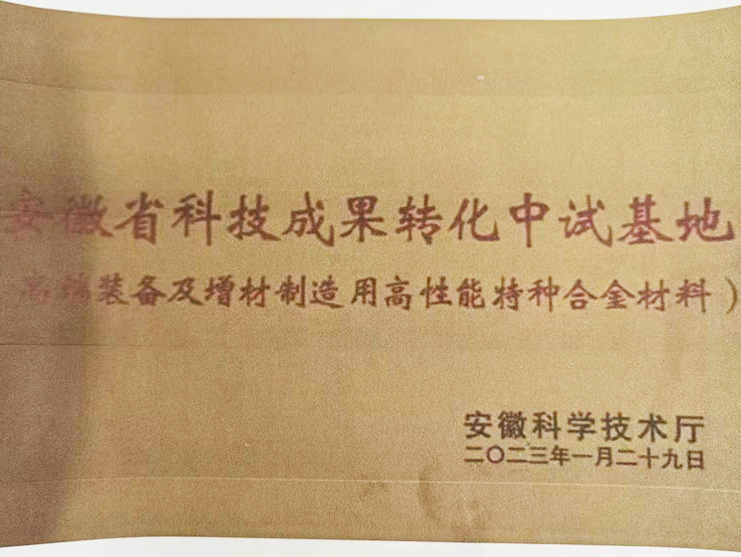 安徽省科技成果转化中试基地
高端装备及增材制造用高性能特种合金材料）
安徽科学技术厅
二〇二三年一月二十九日